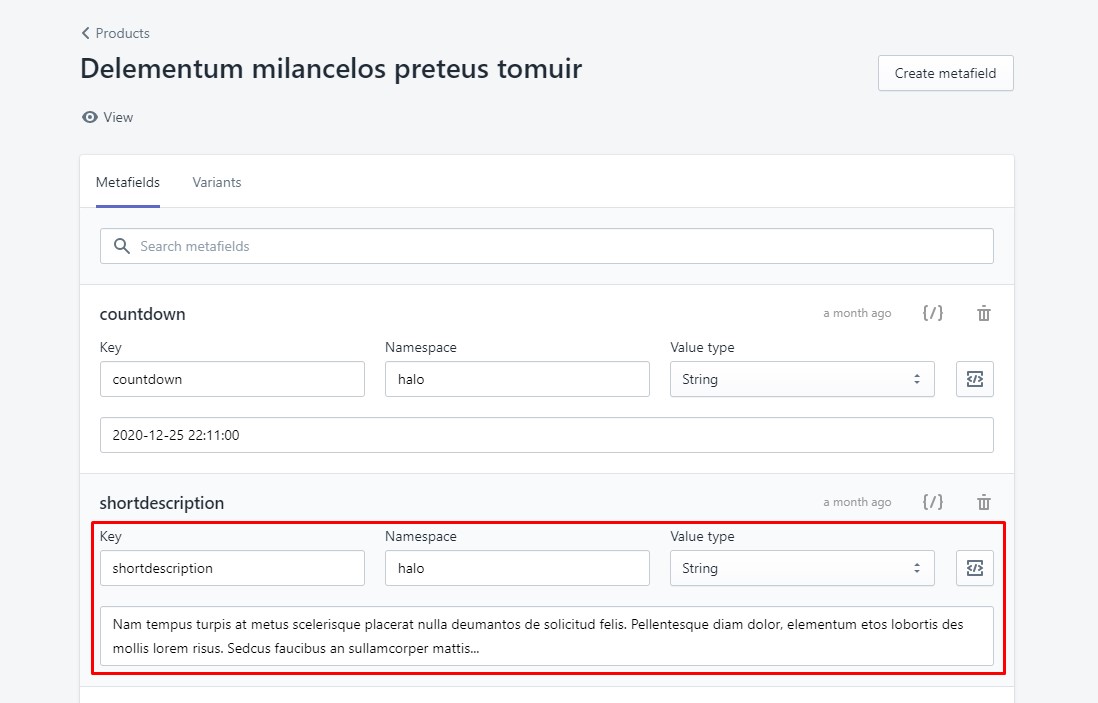 Products
Delementum milancelos preteus tomuir
Create metafield
View
Metafields Variants
Search metafields
countdown a month ago {/}
Key Namespace Value type
countdown halo String </>
2020-12-25 22:11:00
shortdescription a month ago {/}
Key Namespace Value type
shortdescription halo String </>
Nam tempus turpis at metus scelerisque placerat nulla deumantos de solicitud felis. Pellentesque diam dolor, elementum etos lobortis des
mollis lorem risus. Sedcus faucibus an sullamcorper mattis...